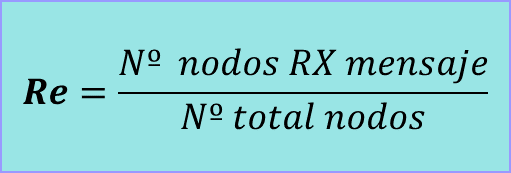 Re = Nº nodos RX mensaje
Nº total nodos